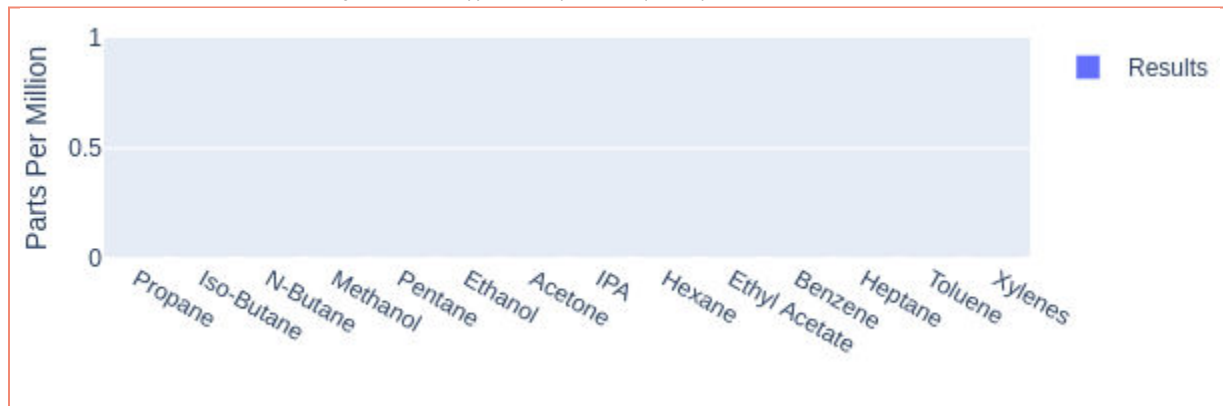 1
Results
Parts Per Million
0.5
0
Propane
Iso-Butane
N-Butane
Methanol
Pentane
Ethanol
Acetone
IPA
Hexane
Ethyl Acetate
Benzene
Heptane
Toluene
Xylenes